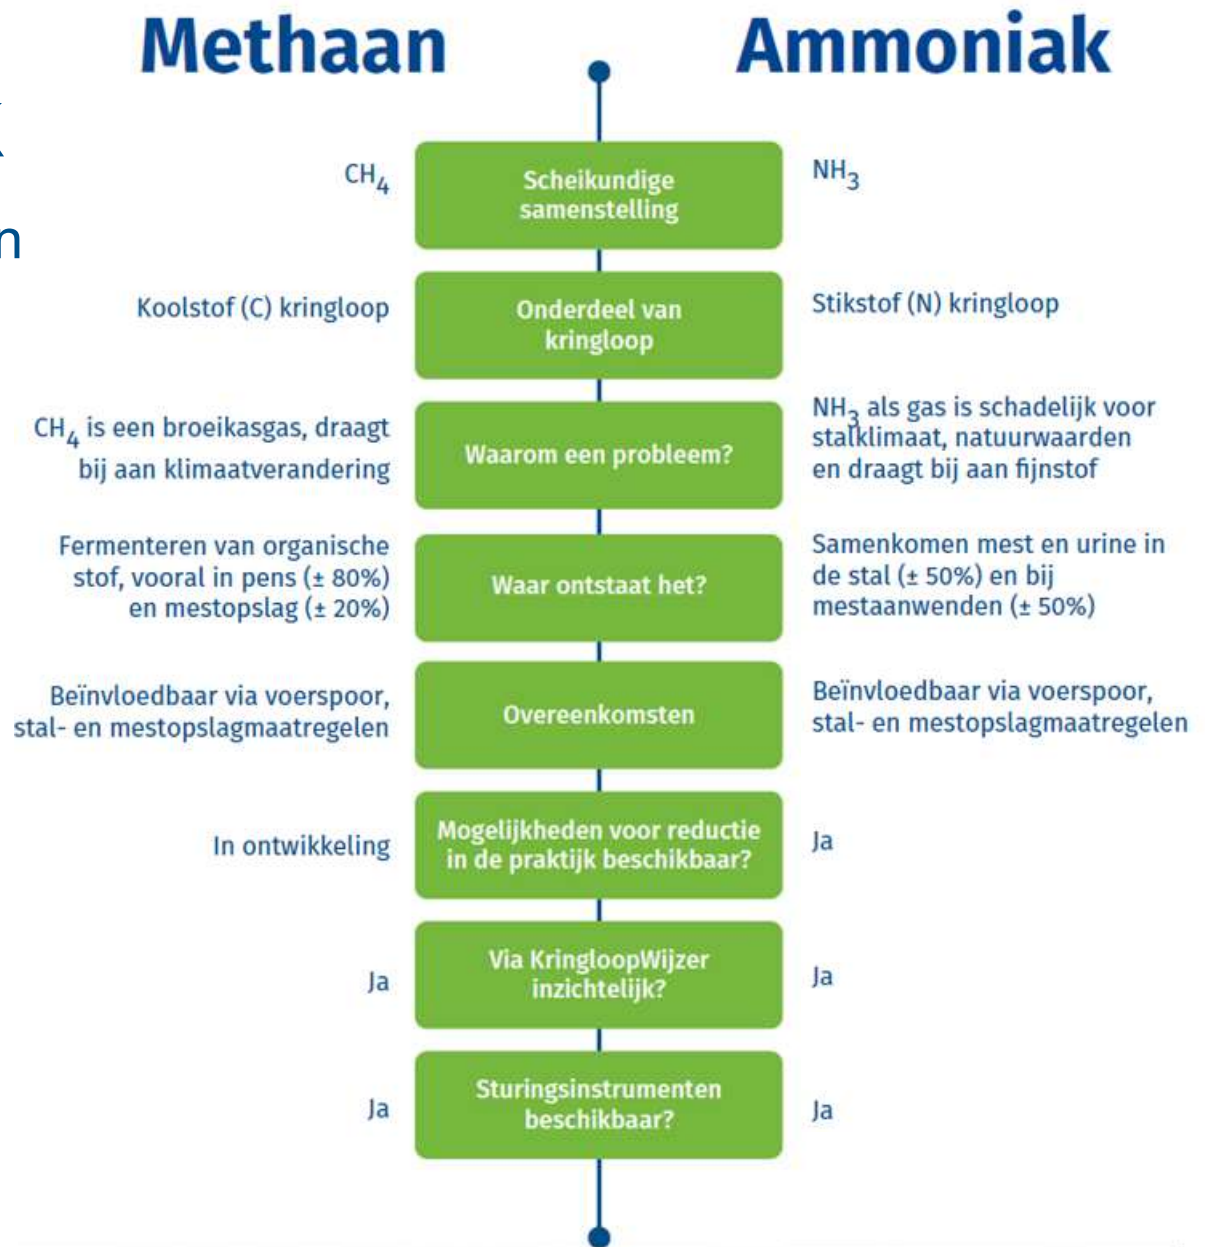 Methaan
Ammoniak
n
CH₄
Scheikundige
samenstelling
NH₃
Koolstof (C) kringloop
Onderdeel van
kringloop
Stikstof (N) kringloop
CH₄ is een broeikasgas, draagt
bij aan klimaatverandering
Waarom een probleem?
NH₃ als gas is schadelijk voor
stalklimaat, natuurwaarden
en draagt bij aan fijnstof
Fermenteren van organische
stof, vooral in pens (± 80%)
en mestopslag (± 20%)
Waar ontstaat het?
Samenkomen mest en urine in
de stal (± 50%) en bij
mestaanwenden (± 50%)
Beïnvloedbaar via voerspoor,
stal- en mestopslagmaatregelen
Overeenkomsten
Beïnvloedbaar via voerspoor,
stal- en mestopslagmaatregelen
In ontwikkeling
Mogelijkheden voor reductie
in de praktijk beschikbaar?
Ja
Ja
Via KringloopWijzer
inzichtelijk?
Ja
Ja
Sturingsinstrumenten
beschikbaar?
Ja